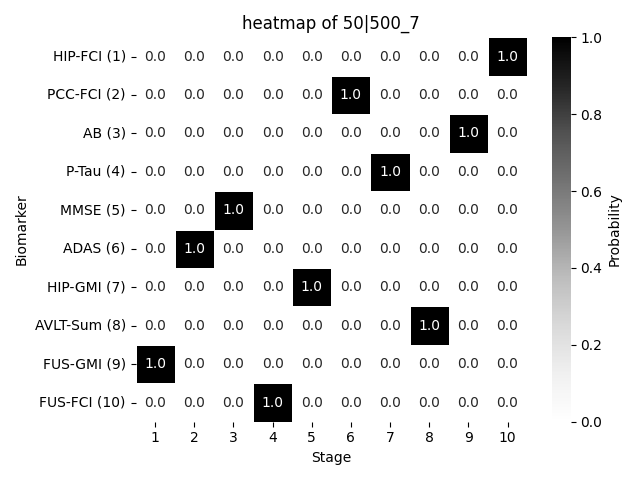 heatmap of 50|500_7
Biomarker
HIP-FCI (1) 0.0 0.0 0.0 0.0 0.0 0.0 0.0 0.0 0.0 1.0
PCC-FCI (2) 0.0 0.0 0.0 0.0 0.0 1.0 0.0 0.0 0.0 0.0
AB (3) 0.0 0.0 0.0 0.0 0.0 0.0 0.0 0.0 1.0 0.0
P-Tau (4) 0.0 0.0 0.0 0.0 0.0 0.0 1.0 0.0 0.0 0.0
MMSE (5) 0.0 0.0 1.0 0.0 0.0 0.0 0.0 0.0 0.0 0.0
ADAS (6) 0.0 1.0 0.0 0.0 0.0 0.0 0.0 0.0 0.0 0.0
HIP-GMI (7) 0.0 0.0 0.0 0.0 1.0 0.0 0.0 0.0 0.0 0.0
AVLT-Sum (8) 0.0 0.0 0.0 0.0 0.0 0.0 0.0 1.0 0.0 0.0
FUS-GMI (9) 1.0 0.0 0.0 0.0 0.0 0.0 0.0 0.0 0.0 0.0
FUS-FCI (10) 0.0 0.0 0.0 1.0 0.0 0.0 0.0 0.0 0.0 0.0
1 2 3 4 5 6 7 8 9 10
Stage
1.0
0.8
0.6
0.4
0.2
0.0
Probability